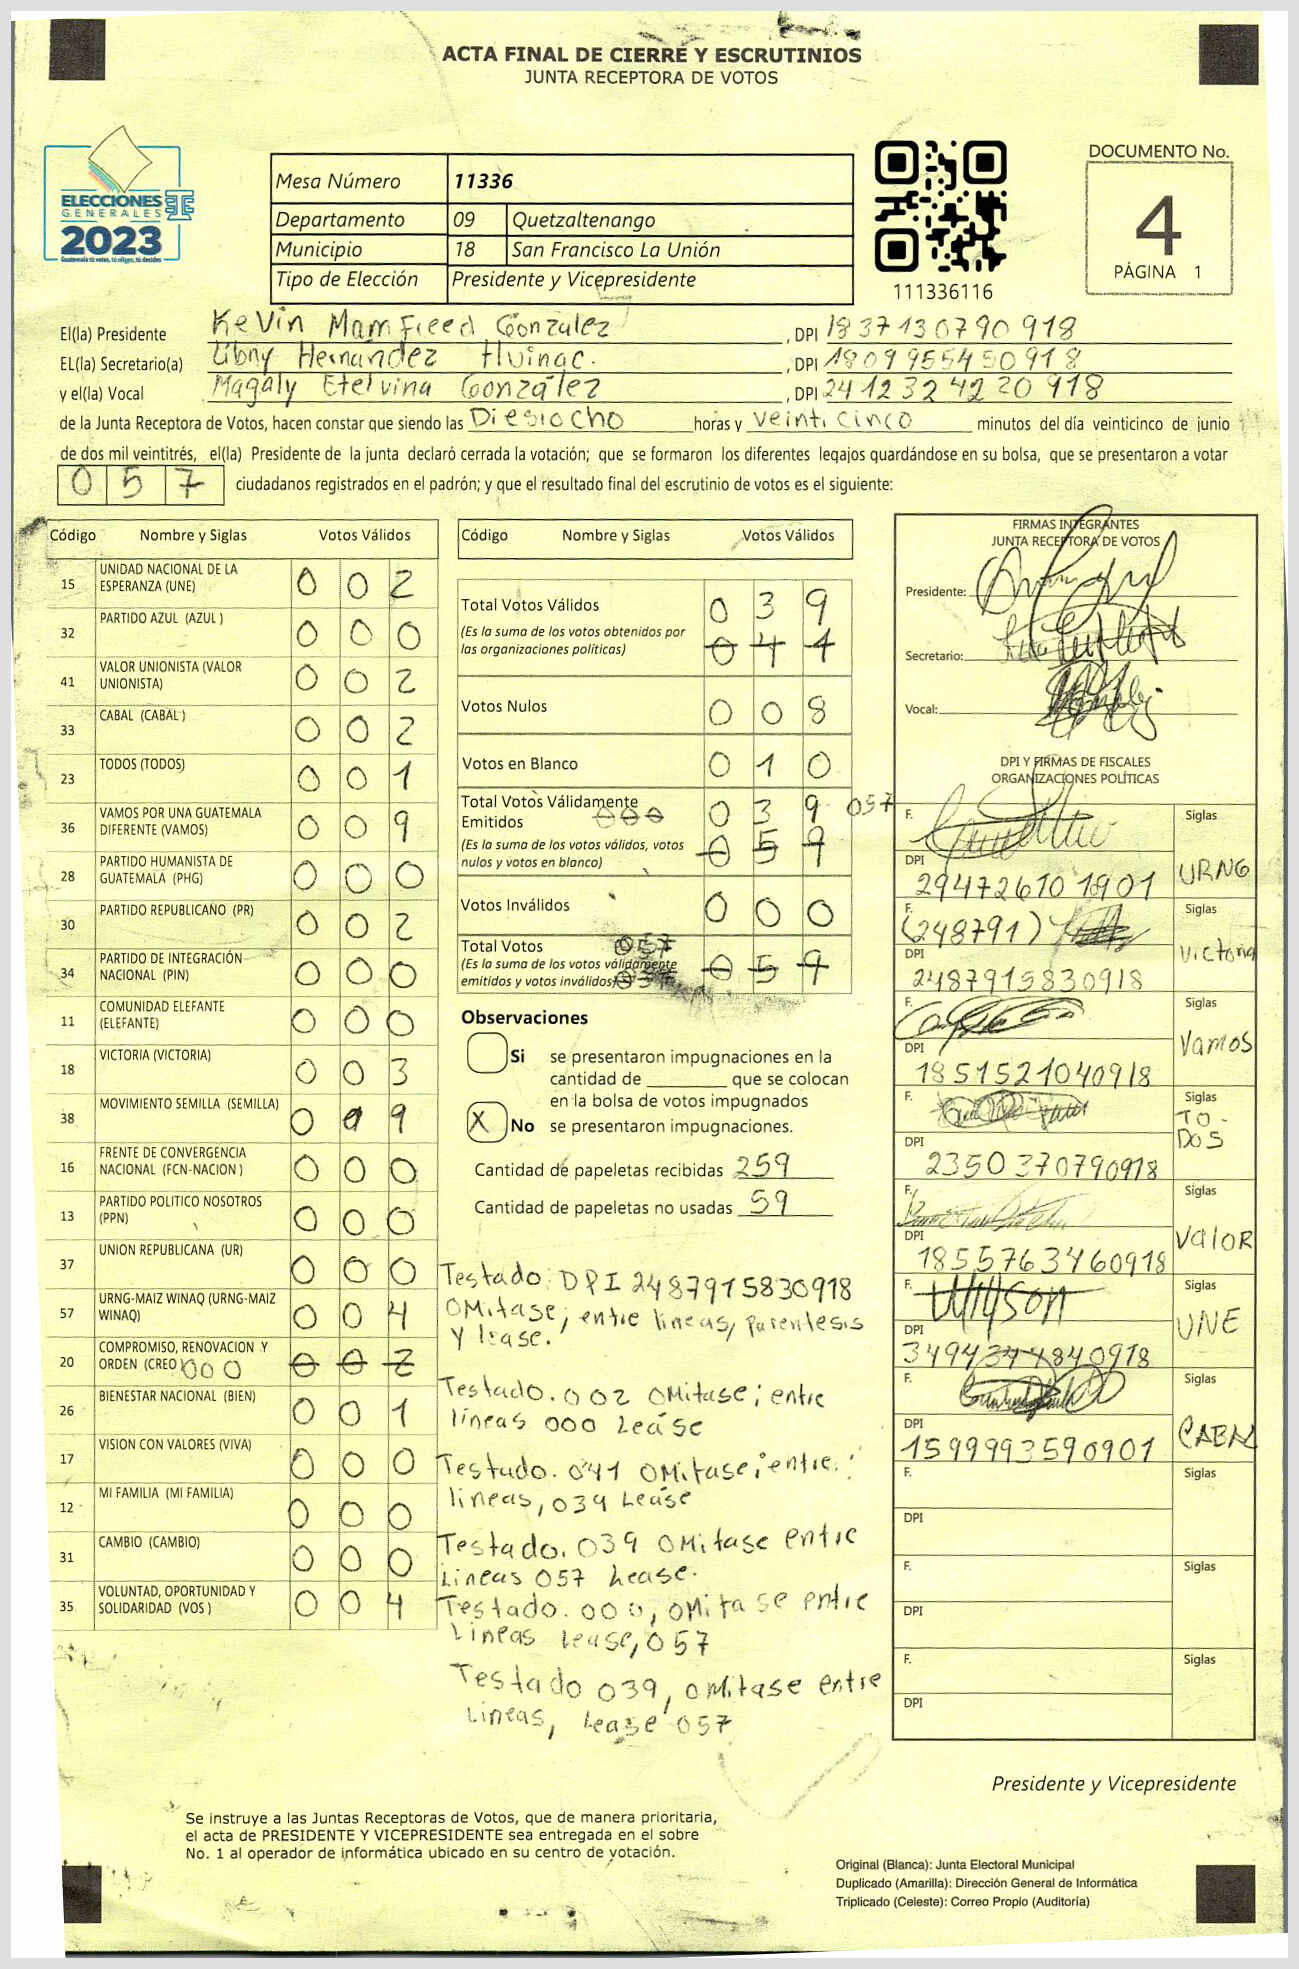 ACTA FINAL DE CIERRE Y ESCRUTINIOS
JUNTA RECEPTORA DE VOTOS
ELECCIONES
GENERALES
2023
Guatemala tú votas, tú eliges, tú decides
Mesa Número 11336
Departamento 09 Quetzaltenango
Municipio 18 San Francisco La Unión
Tipo de Elección Presidente y Vicepresidente
111336116
DOCUMENTO No.
4
PÁGINA 1
El(la) Presidente Kevin Mamfreed González , DPI 1837130790918
EL(la) Secretario(a) Libny Hernández Huinac. , DPI 1809955450918
y el(la) Vocal Magaly Etelvina González , DPI 2412324220918
de la Junta Receptora de Votos, hacen constar que siendo las Diesiocho horas y veinticinco minutos del día veinticinco de junio
de dos mil veintitrés, el(la) Presidente de la junta declaró cerrada la votación; que se formaron los diferentes legajos guardándose en su bolsa, que se presentaron a votar
0 5 7 ciudadanos registrados en el padrón; y que el resultado final del escrutinio de votos es el siguiente:
Código Nombre y Siglas Votos Válidos
15 UNIDAD NACIONAL DE LA ESPERANZA (UNE) 0 0 2
32 PARTIDO AZUL (AZUL ) 0 0 0
41 VALOR UNIONISTA (VALOR UNIONISTA) 0 0 2
33 CABAL (CABAL ) 0 0 2
23 TODOS (TODOS) 0 0 1
36 VAMOS POR UNA GUATEMALA DIFERENTE (VAMOS) 0 0 9
28 PARTIDO HUMANISTA DE GUATEMALA (PHG) 0 0 0
30 PARTIDO REPUBLICANO (PR) 0 0 2
34 PARTIDO DE INTEGRACIÓN NACIONAL (PIN) 0 0 0
11 COMUNIDAD ELEFANTE (ELEFANTE) 0 0 0
18 VICTORIA (VICTORIA) 0 0 3
38 MOVIMIENTO SEMILLA (SEMILLA) 0 0 9
16 FRENTE DE CONVERGENCIA NACIONAL (FCN-NACION ) 0 0 0
13 PARTIDO POLITICO NOSOTROS (PPN) 0 0 0
37 UNION REPUBLICANA (UR) 0 0 0
57 URNG-MAIZ WINAQ (URNG-MAIZ WINAQ) 0 0 4
20 COMPROMISO, RENOVACION Y ORDEN (CREO 000 0 0 2
26 BIENESTAR NACIONAL (BIEN) 0 0 1
17 VISION CON VALORES (VIVA) 0 0 0
12 MI FAMILIA (MI FAMILIA) 0 0 0
31 CAMBIO (CAMBIO) 0 0 0
35 VOLUNTAD, OPORTUNIDAD Y SOLIDARIDAD (VOS ) 0 0 4
Código Nombre y Siglas Votos Válidos
Total Votos Válidos 0 3 9
(Es la suma de los votos obtenidos por las organizaciones políticas) 0 4 1
Votos Nulos 0 0 8
Votos en Blanco 0 1 0
Total Votos Válidamente Emitidos 000 0 3 9 057
(Es la suma de los votos válidos, votos nulos y votos en blanco) 0 5 9
Votos Inválidos 0 0 0
Total Votos 057
(Es la suma de los votos válidamente emitidos y votos inválidos) 039 0 5 9
Observaciones
Si se presentaron impugnaciones en la
cantidad de ________ que se colocan
en la bolsa de votos impugnados
X No se presentaron impugnaciones.
Cantidad de papeletas recibidas 259
Cantidad de papeletas no usadas 59
Testado: DPI 2487915830918
OMitase; entre lineas, parentesis
y lease.
Testado. 002 OMitase; entre
líneas 000 Leáse
Testado. 041 OMitase; entre
lineas, 039 Leáse
Testado. 039 OMitase entre
Lineas 057 Lease.
Testado. 000, OMitase entre
Lineas lease, 057
Testado 039, OMitase entre
Lineas, Lease 057
FIRMAS INTEGRANTES
JUNTA RECEPTORA DE VOTOS
Presidente:
Secretario:
Vocal:
DPI Y FIRMAS DE FISCALES
ORGANIZACIONES POLÍTICAS
F. Siglas
DPI 2947261011901 URNG
F. (248791) Siglas
DPI 2487915830918 Victoria
F. Siglas
DPI 1851521040918 Vamos
F. Siglas
DPI 2350370790918 TO-
DOS
F. Siglas
DPI 1855763460918 ValOR
F. Willson Siglas
DPI 3494344840918 UNE
F. Siglas
DPI 1599993590901 CABAL
F. Siglas
DPI
F. Siglas
DPI
F. Siglas
DPI
Presidente y Vicepresidente
Se instruye a las Juntas Receptoras de Votos, que de manera prioritaria,
el acta de PRESIDENTE Y VICEPRESIDENTE sea entregada en el sobre
No. 1 al operador de informática ubicado en su centro de votación.
Original (Blanca): Junta Electoral Municipal
Duplicado (Amarilla): Dirección General de Informática
Triplicado (Celeste): Correo Propio (Auditoría)